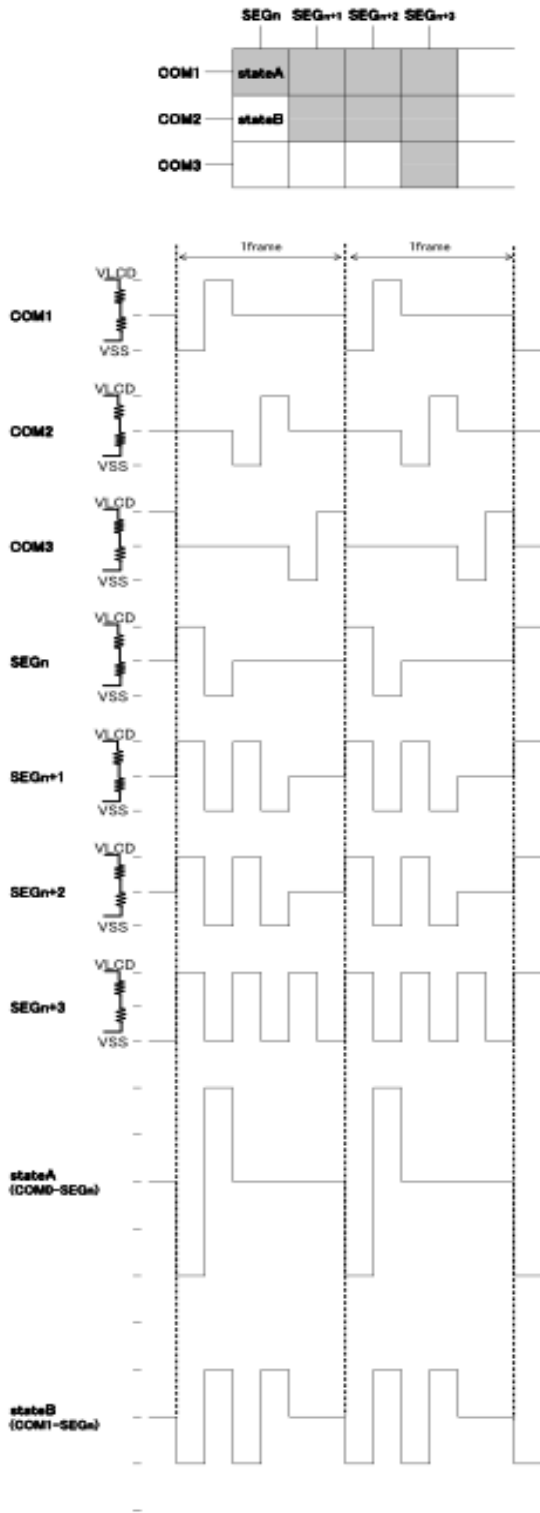 SEGn SEGn+1 SEGn+2 SEGn+3
COM1 stateA
COM2 stateB
COM3
1frame 1frame
VLCD
COM1
VSS
VLCD
COM2
VSS
VLCD
COM3
VSS
VLCD
SEGn
VSS
VLCD
SEGn+1
VSS
VLCD
SEGn+2
VSS
VLCD
SEGn+3
VSS
stateA
(COM0-SEGn)
stateB
(COM1-SEGn)